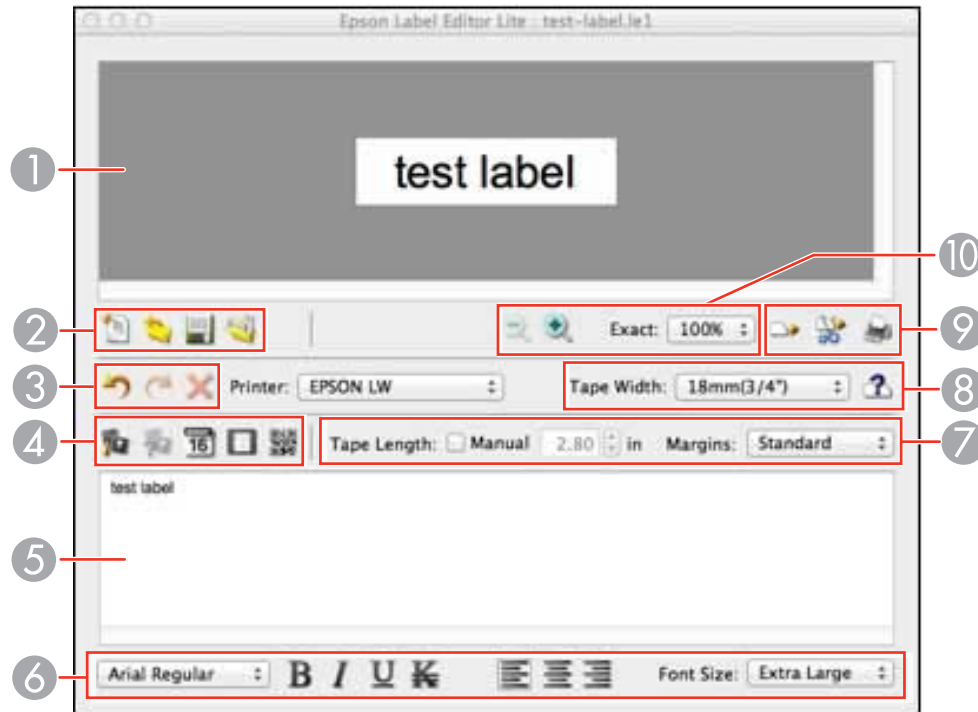 Epson Label Editor Lite : test-label.le1
test label
1
10
2
Exact: 100%
9
3
Printer: EPSON LW
Tape Width: 18mm(3/4")
?
8
4
16
Tape Length: Manual 2.80 in Margins: Standard
7
test label
5
6
Arial Regular B I U K Font Size: Extra Large